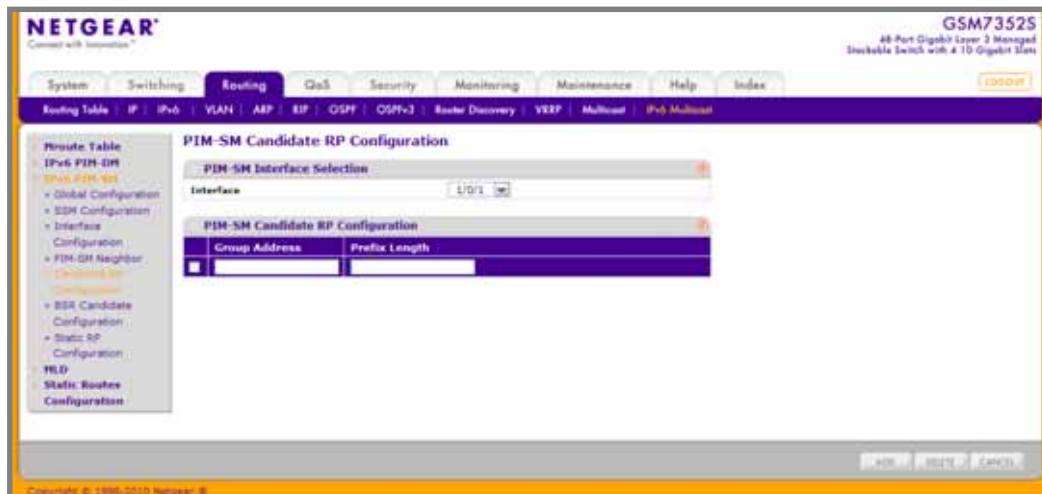 NETGEAR®
Connect with Innovation™
GSM7352S
48-Port Gigabit Layer 3 Managed
Stackable Switch with 4 10 Gigabit Slots
System Switching Routing QoS Security Monitoring Maintenance Help Index
LOGOUT
Routing Table | IP | IPv6 | VLAN | ARP | RIP | OSPF | OSPFv3 | Router Discovery | VRRP | Multicast | IPv6 Multicast
Mroute Table
IPv6 PIM-DM
IPv6 PIM-SM
Global Configuration
SSM Configuration
Interface
Configuration
PIM-SM Neighbor
Candidate RP
Configuration
BSR Candidate
Configuration
Static RP
Configuration
MLD
Static Routes
Configuration
PIM-SM Candidate RP Configuration
PIM-SM Interface Selection
Interface 1/0/1
PIM-SM Candidate RP Configuration
Group Address Prefix Length
ADD DELETE CANCEL
Copyright © 1996-2010 Netgear ®